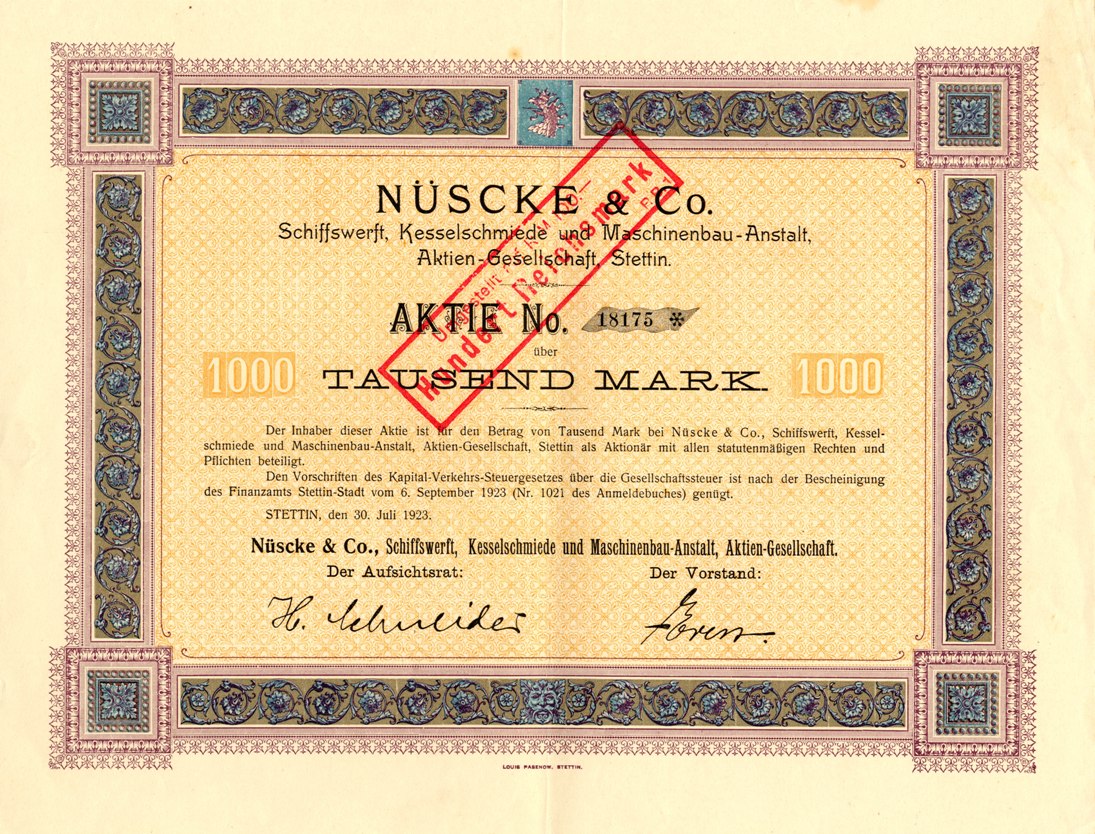 NÜSCKE & Co.
Schiffswerft, Kesselschmiede und Maschinenbau-Anstalt,
Aktien-Gesellschaft, Stettin.
Umgestellt
Hundert Reichsmark
AKTIE No. 18175 *
über
1000 TAUSEND MARK. 1000
Der Inhaber dieser Aktie ist für den Betrag von Tausend Mark bei Nüscke & Co., Schiffswerft, Kessel-
schmiede und Maschinenbau-Anstalt, Aktien-Gesellschaft, Stettin als Aktionär mit allen statutenmäßigen Rechten und
Pflichten beteiligt.
Den Vorschriften des Kapital-Verkehrs-Steuergesetzes über die Gesellschaftssteuer ist nach der Bescheinigung
des Finanzamts Stettin-Stadt vom 6. September 1923 (Nr. 1021 des Anmeldebuches) genügt.
STETTIN, den 30. Juli 1923.
Nüscke & Co., Schiffswerft, Kesselschmiede und Maschinenbau-Anstalt, Aktien-Gesellschaft.
Der Aufsichtsrat: Der Vorstand:
H. Schneider
LOUIS PASENOW, STETTIN.